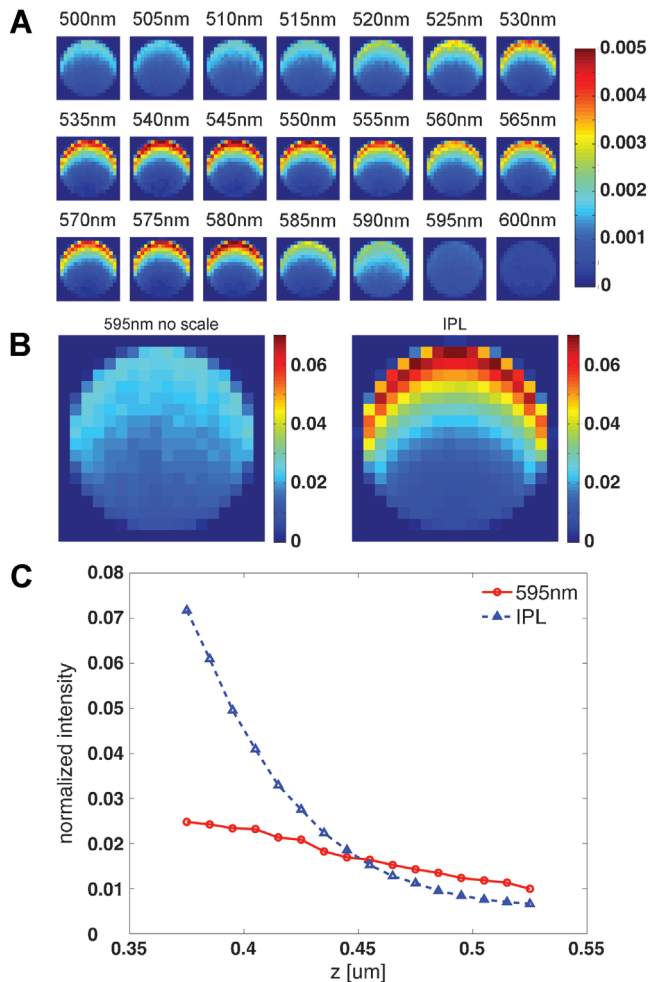 A
500nm 505nm 510nm 515nm 520nm 525nm 530nm
0.005
0.004
535nm 540nm 545nm 550nm 555nm 560nm 565nm
0.003
0.002
570nm 575nm 580nm 585nm 590nm 595nm 600nm
0.001
0
B
595nm no scale IPL
0.06 0.06
0.04 0.04
0.02 0.02
0 0
C
0.08
595nm
IPL
0.07
0.06
0.05
normalized intensity
0.04
0.03
0.02
0.01
0
0.35 0.4 0.45 0.5 0.55
z [um]